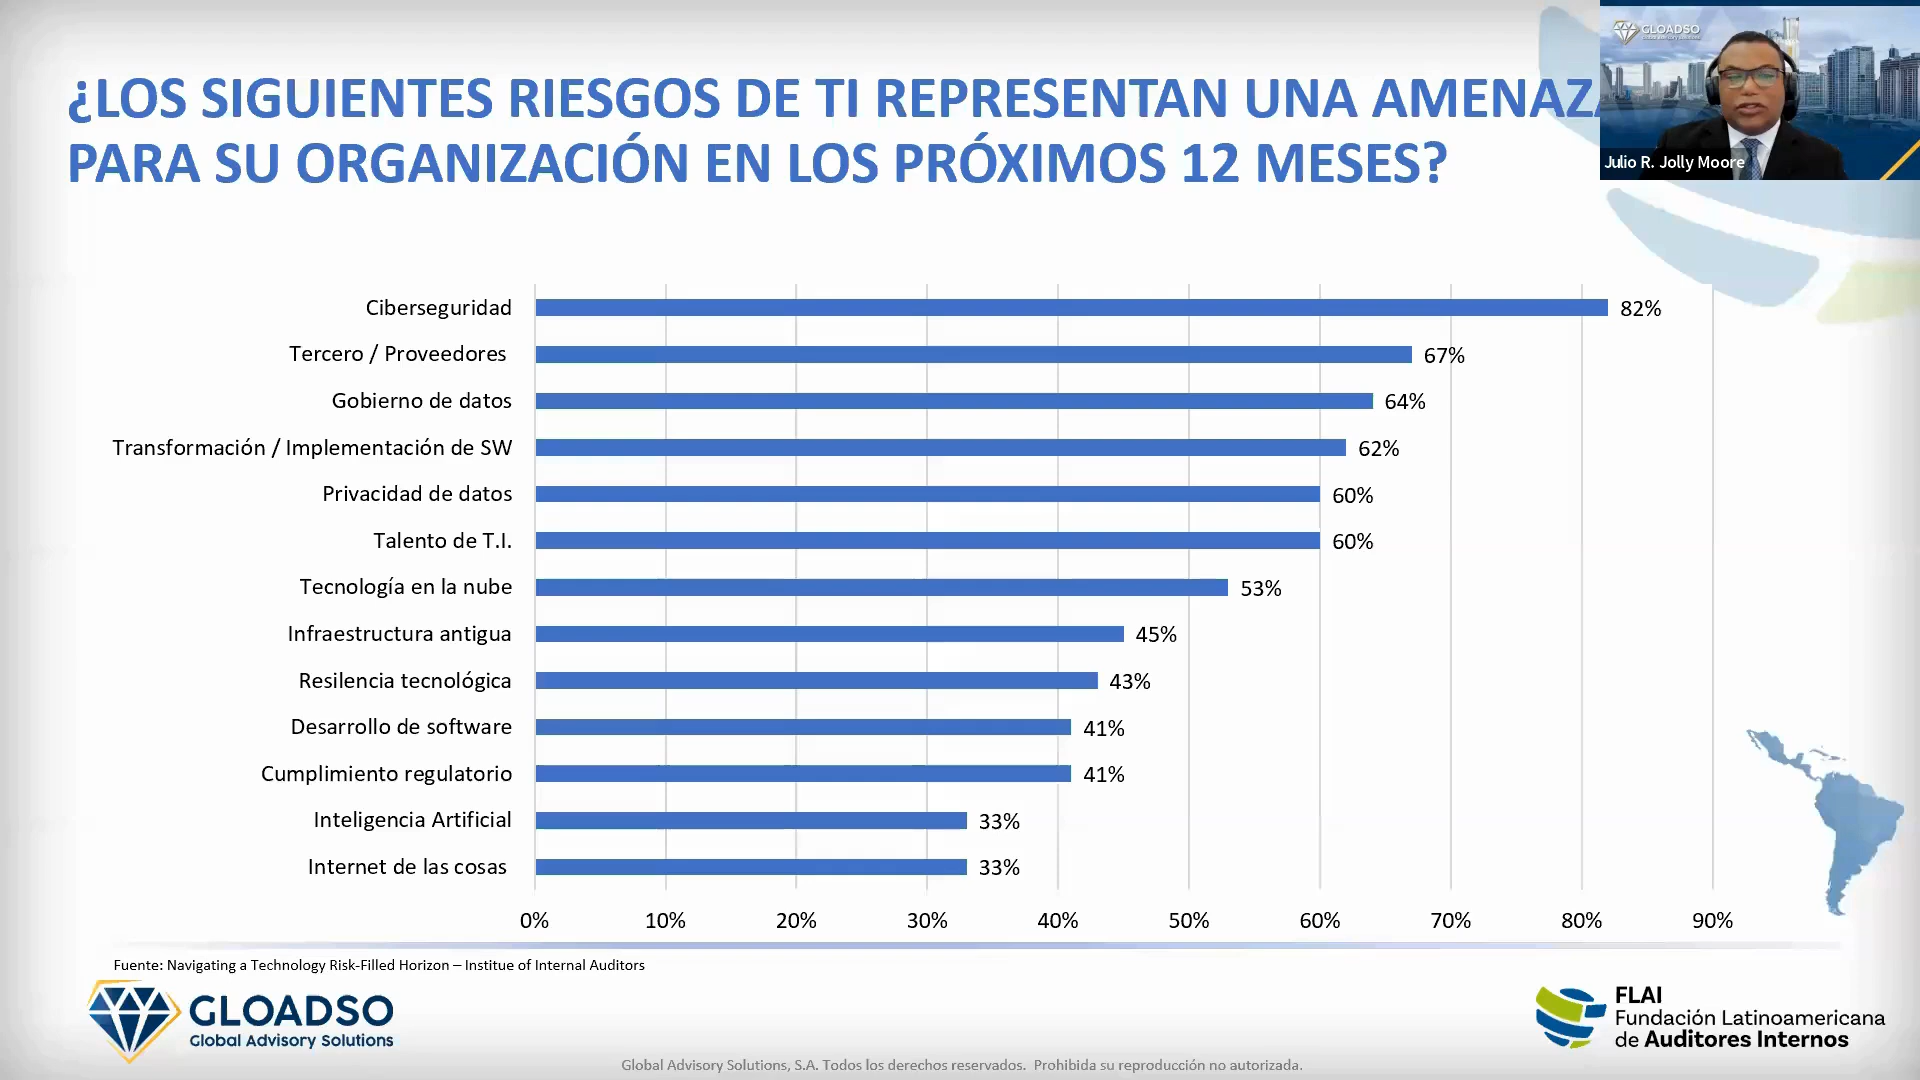 ¿LOS SIGUIENTES RIESGOS DE TI REPRESENTAN UNA AMENAZA
PARA SU ORGANIZACIÓN EN LOS PRÓXIMOS 12 MESES?
GLOADSO
Julio R. Jolly Moore
Ciberseguridad 82%
Tercero / Proveedores 67%
Gobierno de datos 64%
Transformación / Implementación de SW 62%
Privacidad de datos 60%
Talento de T.I. 60%
Tecnología en la nube 53%
Infraestructura antigua 45%
Resilencia tecnológica 43%
Desarrollo de software 41%
Cumplimiento regulatorio 41%
Inteligencia Artificial 33%
Internet de las cosas 33%
0% 10% 20% 30% 40% 50% 60% 70% 80% 90%
Fuente: Navigating a Technology Risk-Filled Horizon – Institue of Internal Auditors
GLOADSO
Global Advisory Solutions
FLAI
Fundación Latinoamericana
de Auditores Internos
Global Advisory Solutions, S.A. Todos los derechos reservados. Prohibida su reproducción no autorizada.